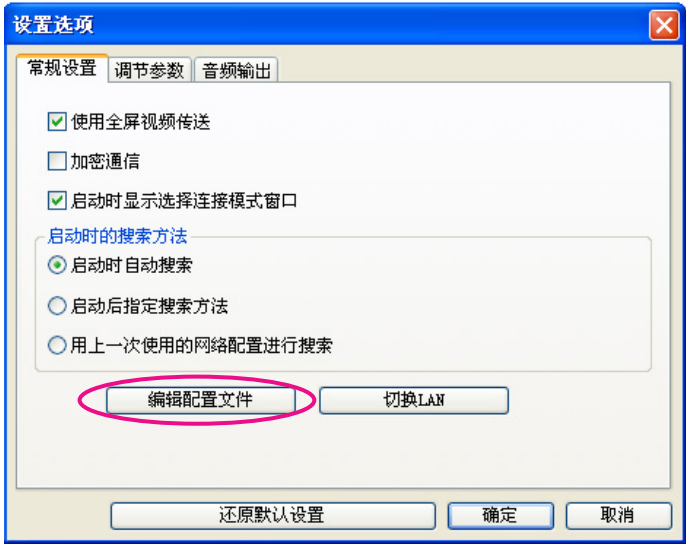 设置选项
常规设置 调节参数 音频输出
使用全屏视频传送
加密通信
启动时显示选择连接模式窗口
启动时的搜索方法
启动时自动搜索
启动后指定搜索方法
用上一次使用的网络配置进行搜索
编辑配置文件 切换LAN
还原默认设置 确定 取消